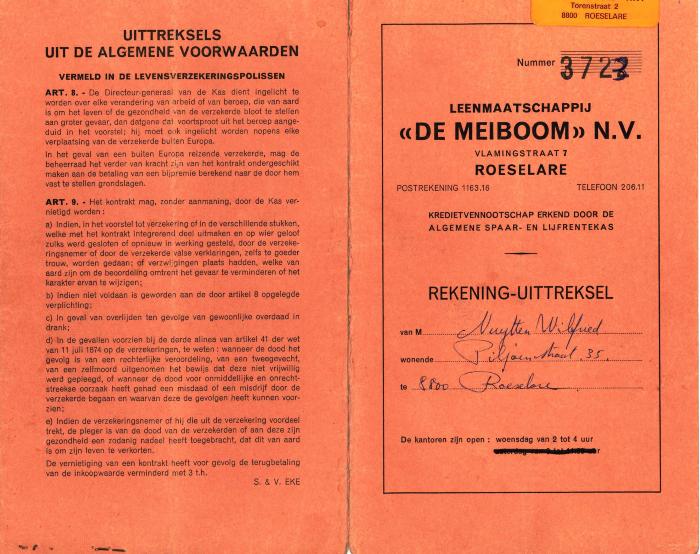 UITTREKSELS
UIT DE ALGEMENE VOORWAARDEN
VERMELD IN DE LEVENSVERZEKERINGSPOLISSEN
ART. 8. - De Directeur-generaal van de Kas dient ingelicht te
worden over elke verandering van arbeid of van beroep, die van aard
is om het leven of de gezondheid van de verzekerde bloot te stellen
aan groter gevaar, dan datgene dat voortsproot uit het beroep aange-
duid in het voorstel; hij moet ook ingelicht worden nopens elke
verplaatsing van de verzekerde buiten Europa.
In het geval van een buiten Europa reizende verzekerde, mag de
beheerraad het verder van kracht zijn van het kontrakt ondergeschikt
maken aan de betaling van een bijpremie berekend naar de door hem
vast te stellen grondslagen.
ART. 9. - Het kontrakt mag, zonder aanmaning, door de Kas ver-
nietigd worden :
a) Indien, in het voorstel tot verzekering of in de verschillende stukken,
welke met het kontrakt integrerend deel uitmaken en op wier geloof
zulks werd gesloten of opnieuw in werking gesteld, door de verzeke-
ringsnemer of door de verzekerde valse verklaringen, zelfs te goeder
trouw, worden gedaan; of verzwijgingen plaats hadden, welke van
aard zijn om de beoordeling omtrent het gevaar te verminderen of het
karakter ervan te wijzigen;
b) Indien niet voldaan is geworden aan de door artikel 8 opgelegde
verplichting;
c) In geval van overlijden ten gevolge van gewoonlijke overdaad in
drank;
d) In de gevallen voorzien bij de derde alinea van artikel 41 der wet
van 11 juli 1874 op de verzekeringen, te weten : wanneer de dood het
gevolg is van een rechterlijke veroordeling, van een tweegevecht,
van een zelfmoord uitgenomen het bewijs dat deze niet vrijwillig
werd gepleegd, of wanneer de dood voor onmiddellijke en onrecht-
streekse oorzaak heeft gehad een misdaad of een misdrijf door de
verzekerde begaan en waarvan deze de gevolgen heeft kunnen voor-
zien;
e) Indien de verzekeringsnemer of hij die uit de verzekering voordeel
trekt, de pleger is van de dood van de verzekerden of aan deze zijn
gezondheid een zodanig nadeel heeft toegebracht, dat dit van aard
is om zijn leven te verkorten.
De vernietiging van een kontrakt heeft voor gevolg de terugbetaling
van de inkoopwaarde verminderd met 3 t.h.
S. & V. EKE
Torenstraat 2
8800 ROESELARE
Nummer 3723
LEENMAATSCHAPPIJ
«DE MEIBOOM» N.V.
VLAMINGSTRAAT 7
ROESELARE
POSTREKENING 1163.16 TELEFOON 206.11
KREDIETVENNOOTSCHAP ERKEND DOOR DE
ALGEMENE SPAAR- EN LIJFRENTEKAS
REKENING-UITTREKSEL
van M Nuytten Wilfried
wonende Piljoenstraat 35.
te 8800 Roeselare
De kantoren zijn open : woensdag van 2 tot 4 uur